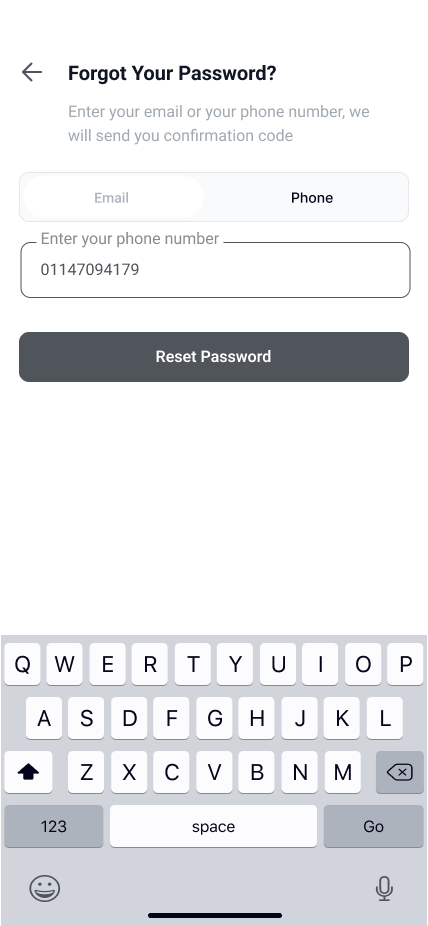 Forgot Your Password?
Enter your email or your phone number, we
will send you confirmation code
Email Phone
Enter your phone number
01147094179
Reset Password
Q W E R T Y U I O P
A S D F G H J K L
Z X C V B N M
123 space Go